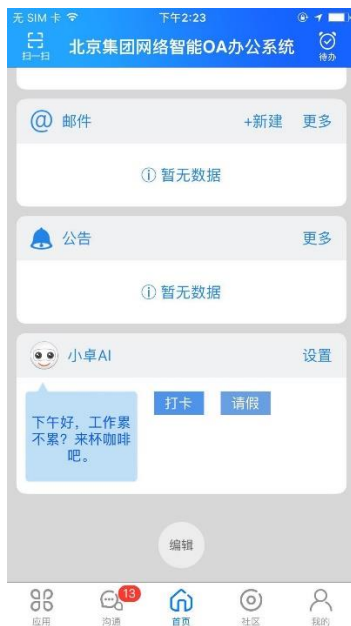 无 SIM 卡
下午2:23
扫一扫
北京集团网络智能OA办公系统
待办
@ 邮件
+新建
更多
暂无数据
公告
更多
暂无数据
小卓AI
设置
下午好，工作累
不累？来杯咖啡
吧。
打卡
请假
编辑
13
应用
沟通
首页
社区
我的